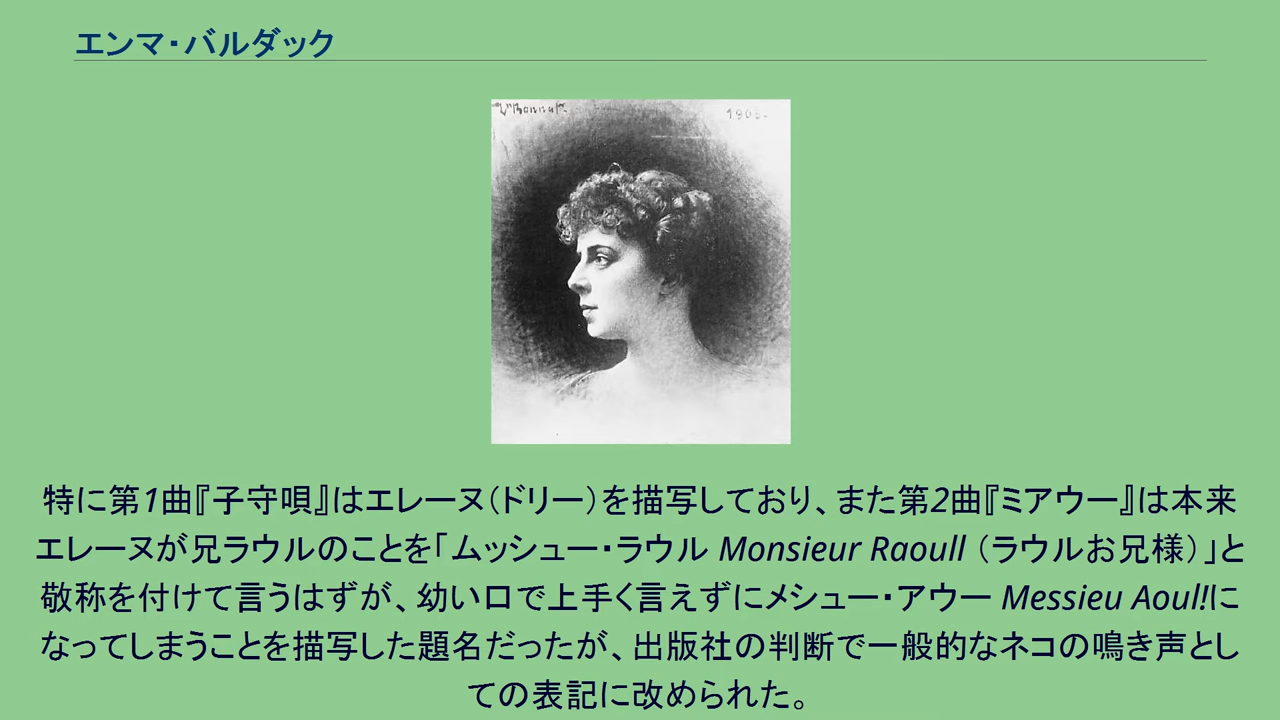 エンマ・バルダック
Lⁿ Bonnat.
1903.
特に第1曲『子守唄』はエレーヌ（ドリー）を描写しており、また第2曲『ミアウー』は本来
エレーヌが兄ラウルのことを「ムッシュー・ラウル Monsieur Raoull （ラウルお兄様）」と
敬称を付けて言うはずが、幼い口で上手く言えずにメシュー・アウー Messieu Aoul!に
なってしまうことを描写した題名だったが、出版社の判断で一般的なネコの鳴き声とし
ての表記に改められた。